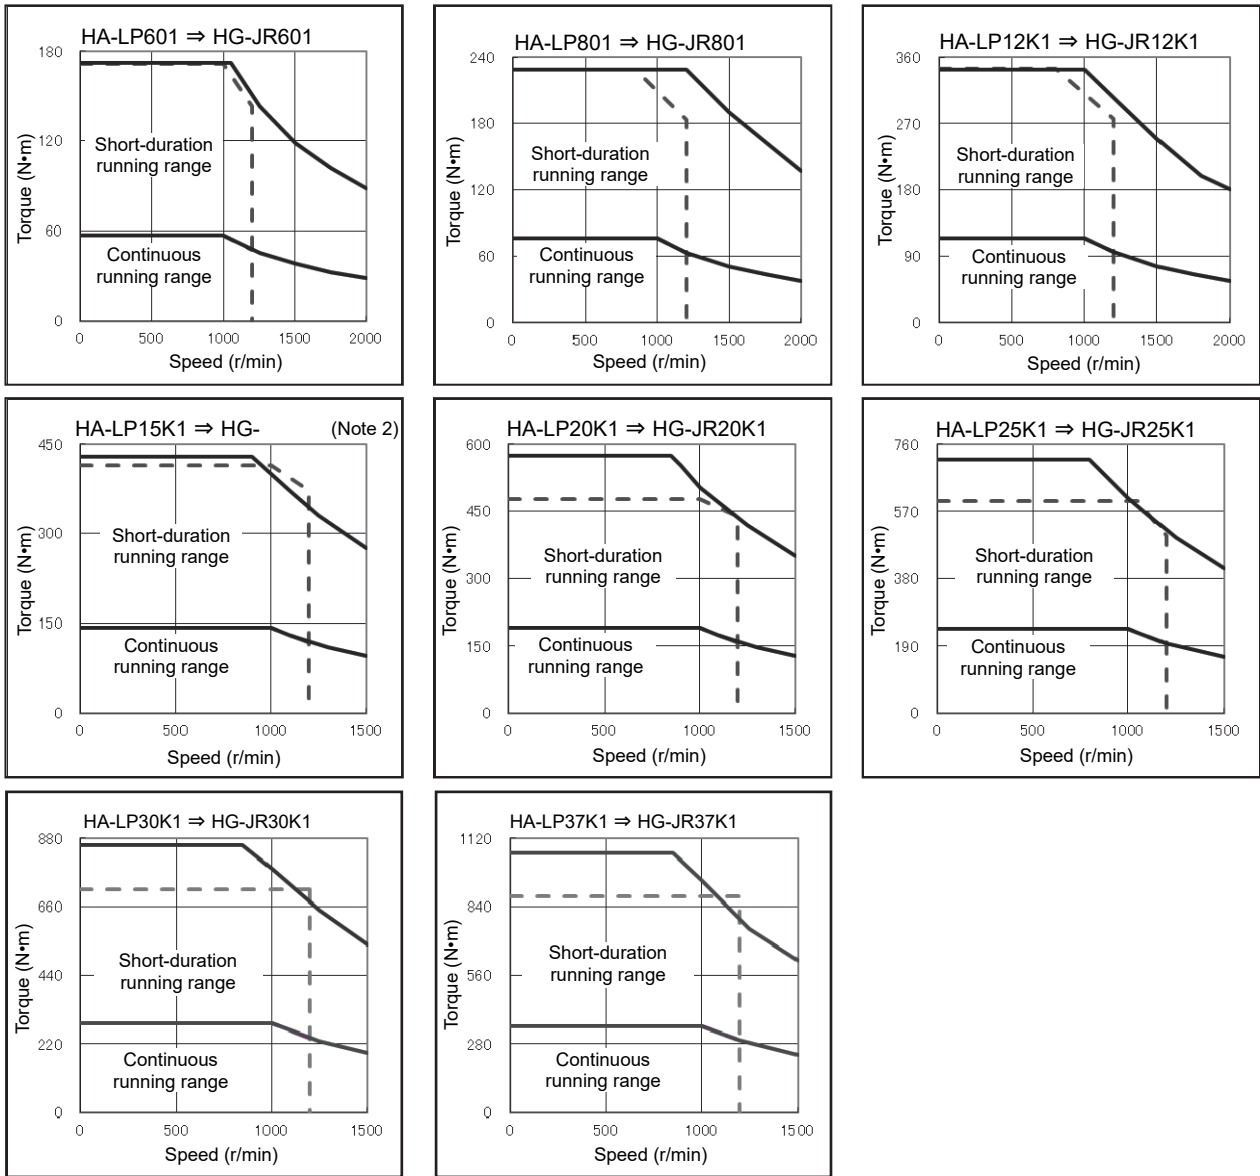 HA-LP601 ⇒ HG-JR601
180
120
60
0
Torque (N•m)
Short-duration
running range
Continuous
running range
0 500 1000 1500 2000
Speed (r/min)
HA-LP801 ⇒ HG-JR801
240
180
120
60
0
Torque (N•m)
Short-duration
running range
Continuous
running range
0 500 1000 1500 2000
Speed (r/min)
HA-LP12K1 ⇒ HG-JR12K1
360
270
180
90
0
Torque (N•m)
Short-duration
running range
Continuous
running range
0 500 1000 1500 2000
Speed (r/min)
HA-LP15K1 ⇒ HG- (Note 2)
450
300
150
0
Torque (N•m)
Short-duration
running range
Continuous
running range
0 500 1000 1500
Speed (r/min)
HA-LP20K1 ⇒ HG-JR20K1
600
450
300
150
0
Torque (N•m)
Short-duration
running range
Continuous
running range
0 500 1000 1500
Speed (r/min)
HA-LP25K1 ⇒ HG-JR25K1
760
570
380
190
0
Torque (N•m)
Short-duration
running range
Continuous
running range
0 500 1000 1500
Speed (r/min)
HA-LP30K1 ⇒ HG-JR30K1
880
660
440
220
0
Torque (N•m)
Short-duration
running range
Continuous
running range
0 500 1000 1500
Speed (r/min)
HA-LP37K1 ⇒ HG-JR37K1
1120
840
560
280
0
Torque (N•m)
Short-duration
running range
Continuous
running range
0 500 1000 1500
Speed (r/min)